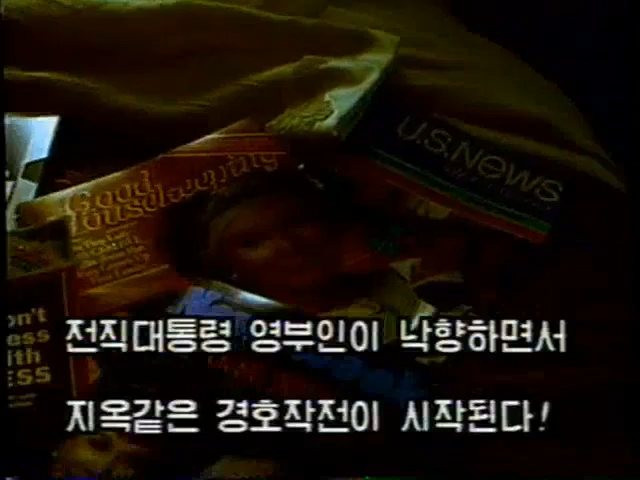 U.S.News
Good
Housekeeping
on't
ess
ith
ESS
전직대통령 영부인이 낙향하면서
지옥같은 경호작전이 시작된다!